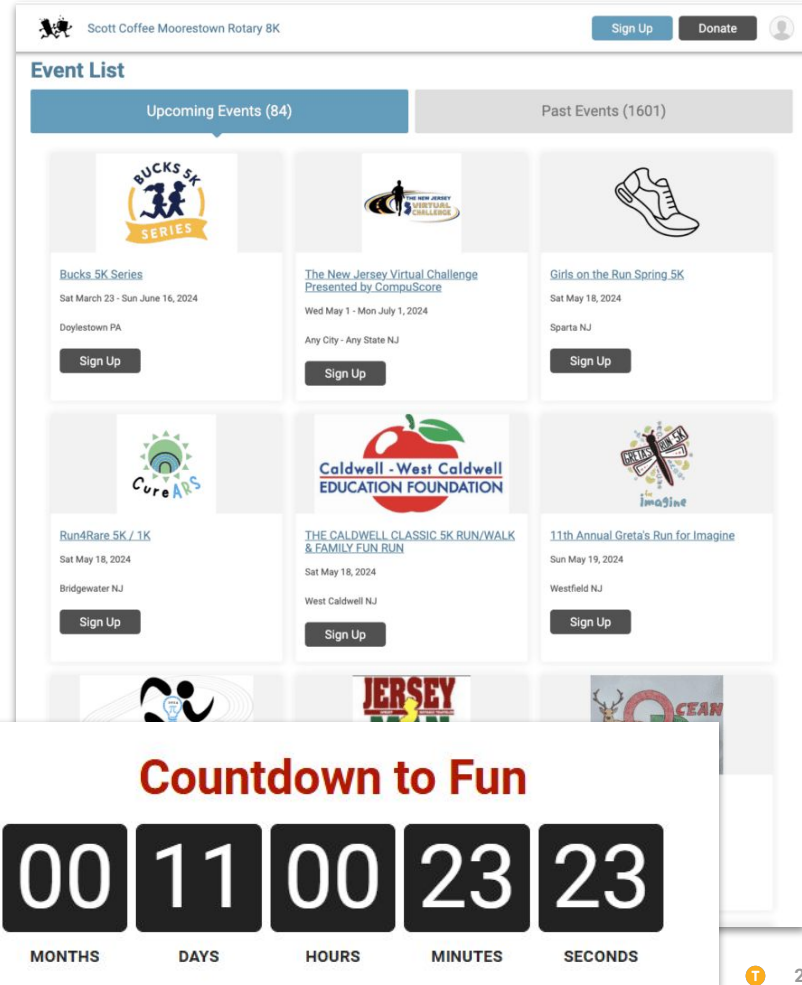 Scott Coffee Moorestown Rotary 8K
Sign Up
Donate
Event List
Upcoming Events (84)
Past Events (1601)
BUCKS 5K
SERIES
THE NEW JERSEY
VIRTUAL
CHALLENGE
Bucks 5K Series
Sat March 23 - Sun June 16, 2024
Doylestown PA
Sign Up
The New Jersey Virtual Challenge
Presented by CompuScore
Wed May 1 - Mon July 1, 2024
Any City - Any State NJ
Sign Up
Girls on the Run Spring 5K
Sat May 18, 2024
Sparta NJ
Sign Up
CureARS
Caldwell - West Caldwell
EDUCATION FOUNDATION
GRETA'S RUN 5K
imagine
Run4Rare 5K / 1K
Sat May 18, 2024
Bridgewater NJ
Sign Up
THE CALDWELL CLASSIC 5K RUN/WALK
& FAMILY FUN RUN
Sat May 18, 2024
West Caldwell NJ
Sign Up
11th Annual Greta's Run for Imagine
Sun May 19, 2024
Westfield NJ
Sign Up
JERSEY
OCEAN
Countdown to Fun
00 11 00 23 23
MONTHS DAYS HOURS MINUTES SECONDS
T 2